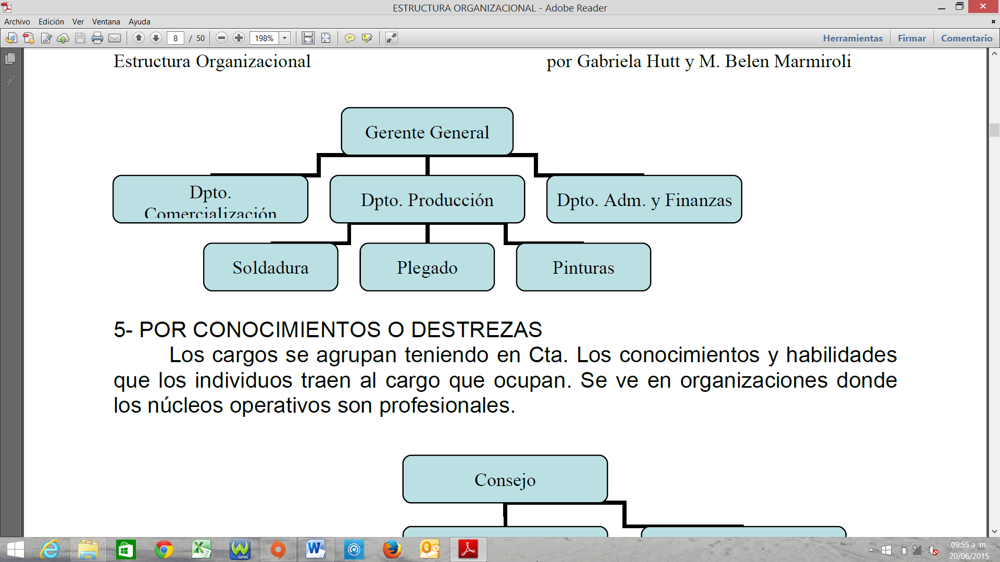 ESTRUCTURA ORGANIZACIONAL - Adobe Reader
Archivo Edición Ver Ventana Ayuda
8 / 50 198% Herramientas Firmar Comentario
Estructura Organizacional por Gabriela Hutt y M. Belen Marmiroli
Gerente General
Dpto.
Comercialización
Dpto. Producción
Dpto. Adm. y Finanzas
Soldadura
Plegado
Pinturas
5- POR CONOCIMIENTOS O DESTREZAS
Los cargos se agrupan teniendo en Cta. Los conocimientos y habilidades
que los individuos traen al cargo que ocupan. Se ve en organizaciones donde
los núcleos operativos son profesionales.
Consejo
Games
09:55 a. m.
20/06/2015